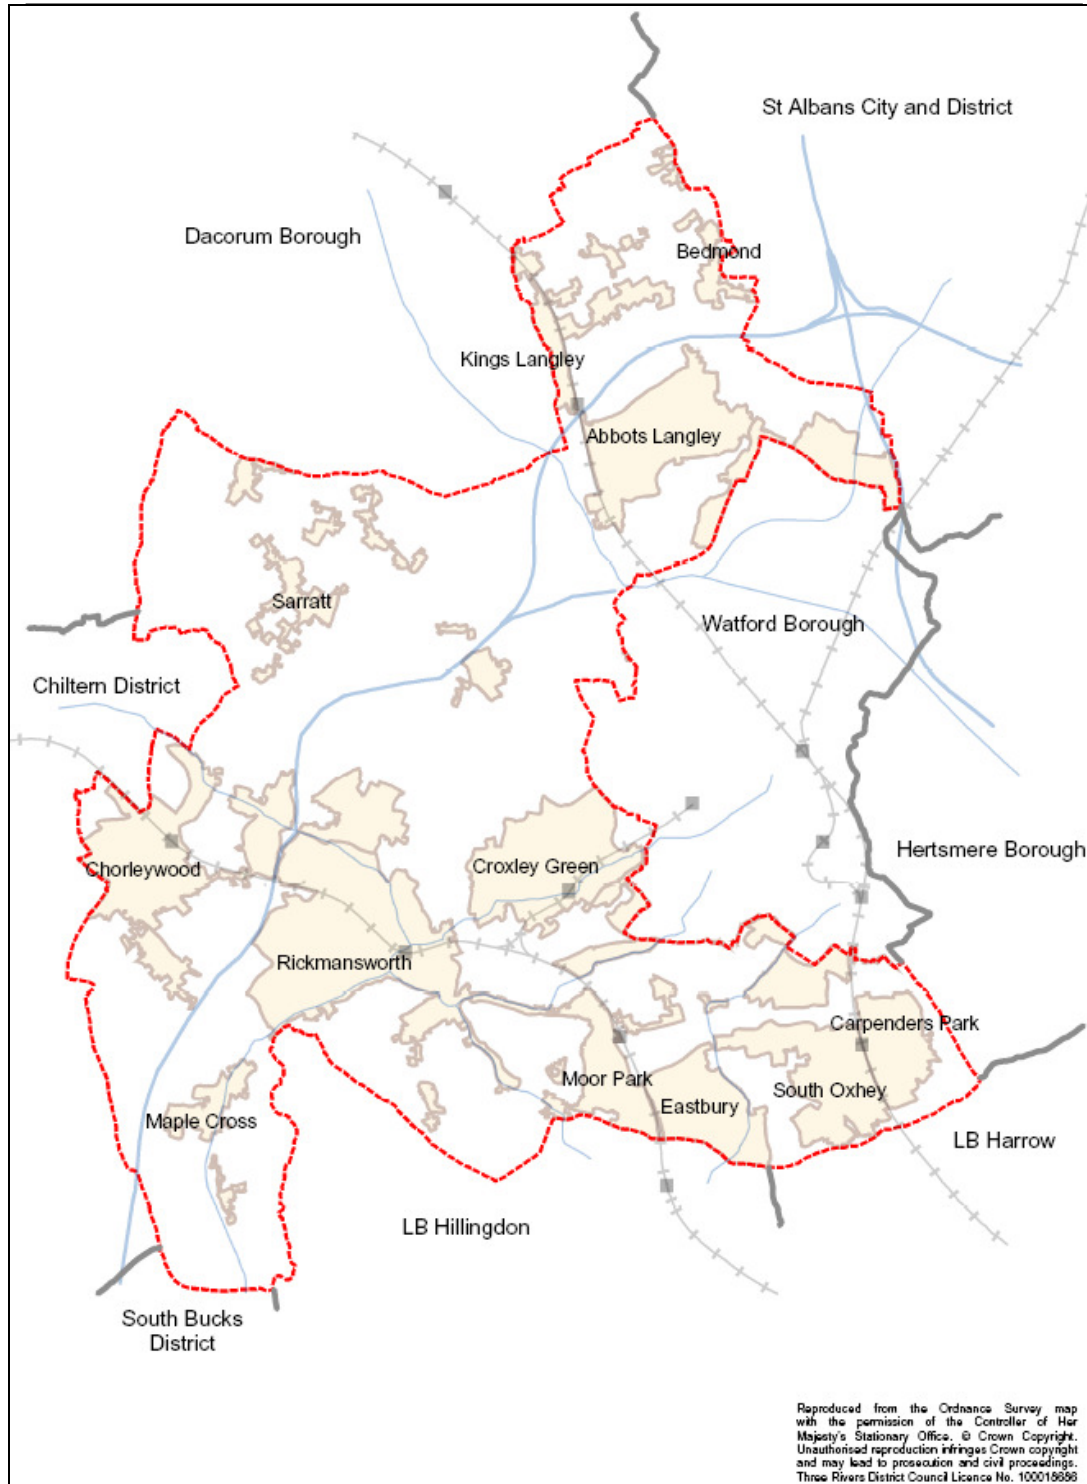 St Albans City and District
Dacorum Borough
Bedmond
Kings Langley
Abbots Langley
Sarratt
Watford Borough
Chiltern District
Hertsmere Borough
Chorleywood
Croxley Green
Rickmansworth
Carpenders Park
Moor Park
South Oxhey
Eastbury
Maple Cross
LB Harrow
LB Hillingdon
South Bucks
District
Reproduced from the Ordnance Survey map
with the permission of the Controller of Her
Majesty's Stationary Office. © Crown Copyright.
Unauthorised reproduction infringes Crown copyright
and may lead to prosecution and civil proceedings.
Three Rivers District Council Licence No. 100018686